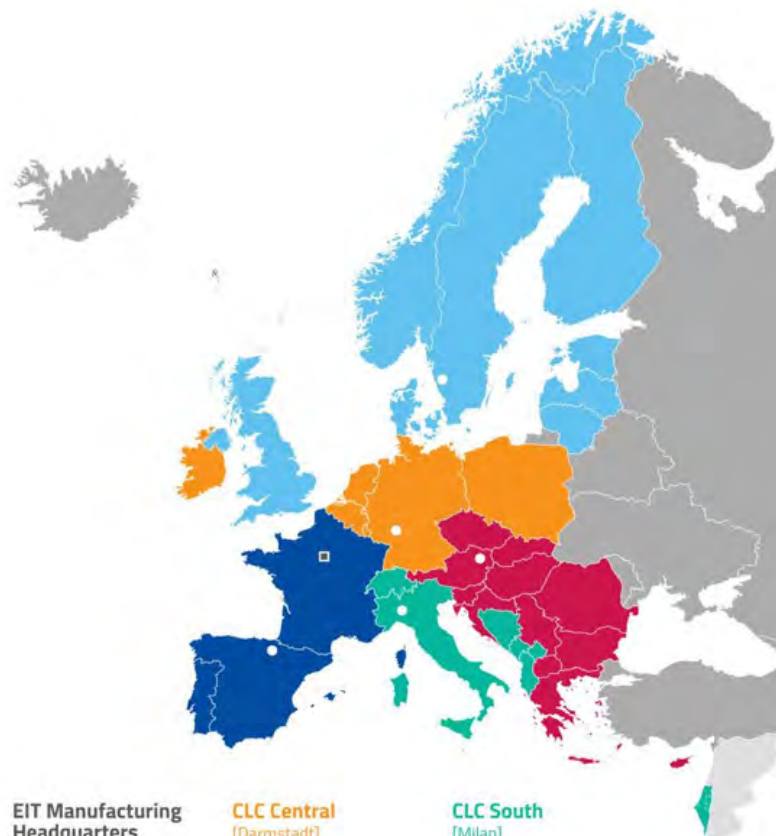 EIT Manufacturing
Headquarters
CLC Central
[Darmstadt]
CLC South
[Milan]